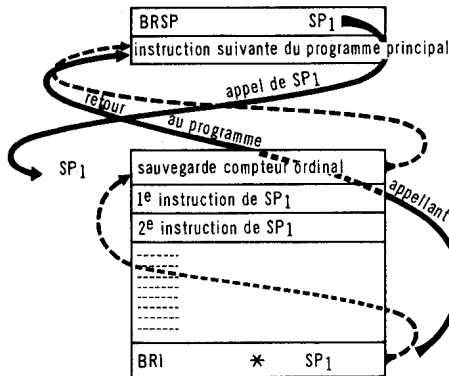 BRSP SP1
instruction suivante du programme principal
appel de SP1
retour au programme appellant
SP1
sauvegarde compteur ordinal
1e instruction de SP1
2e instruction de SP1
BRI * SP1